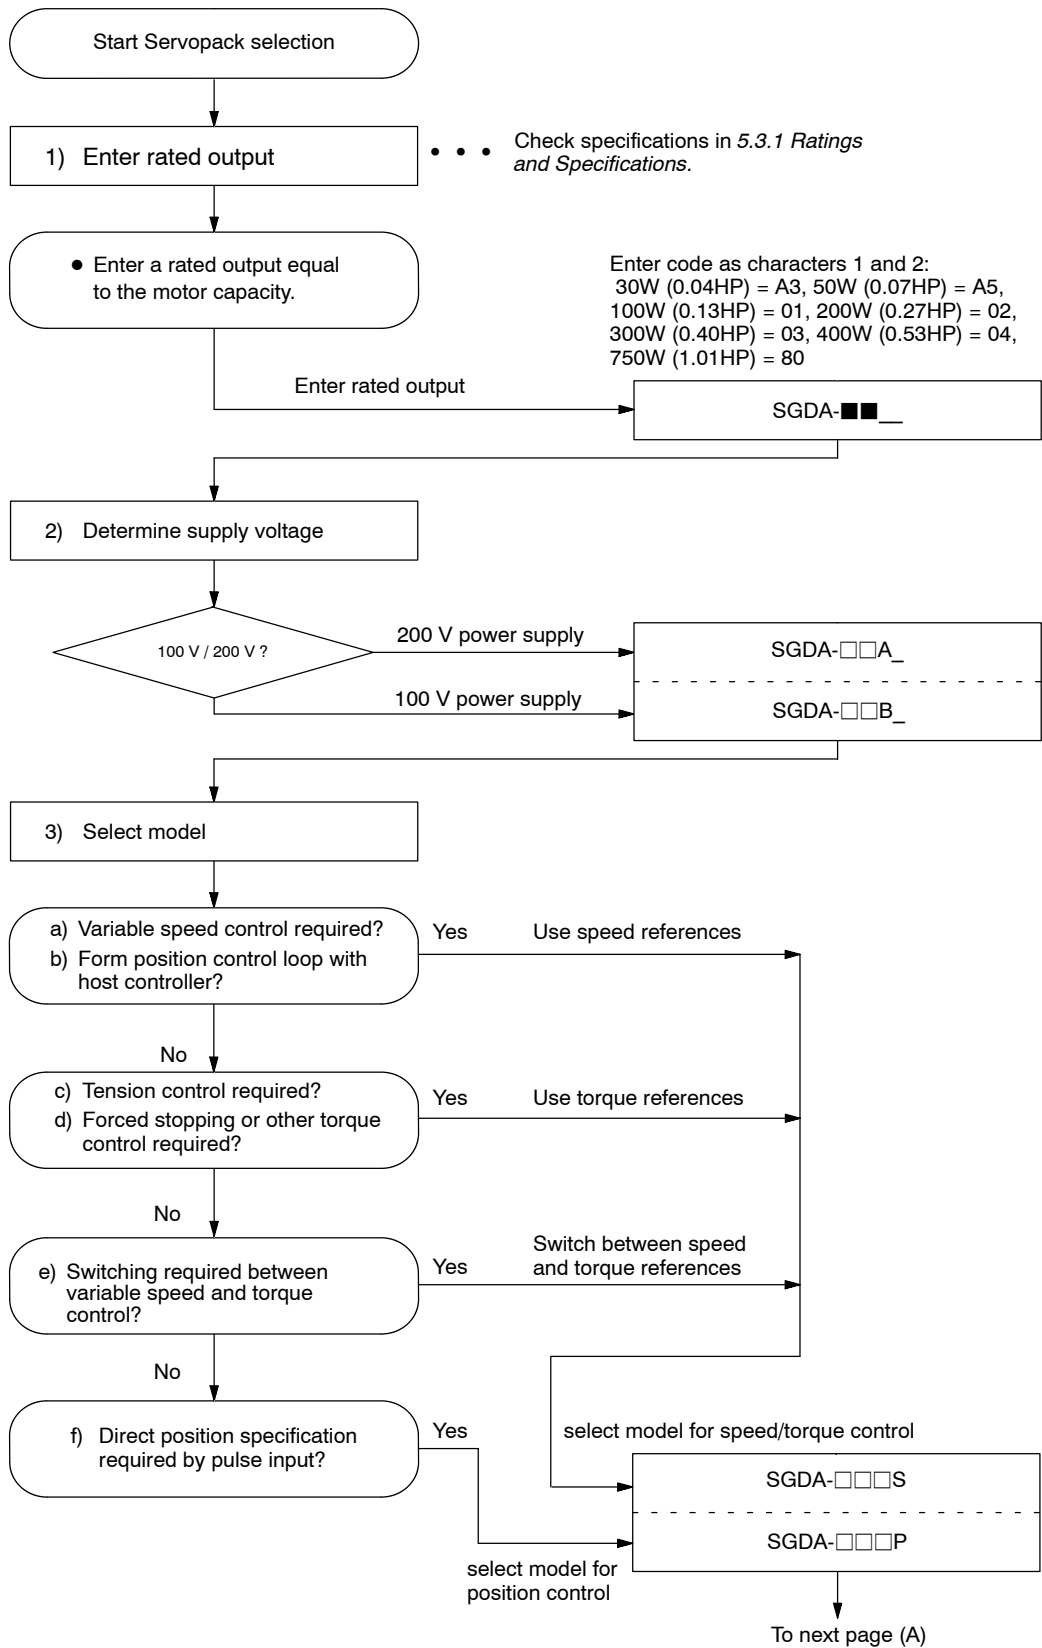 Start Servopack selection
1) Enter rated output
• • • Check specifications in 5.3.1 Ratings
and Specifications.
● Enter a rated output equal
to the motor capacity.
Enter code as characters 1 and 2:
30W (0.04HP) = A3, 50W (0.07HP) = A5,
100W (0.13HP) = 01, 200W (0.27HP) = 02,
300W (0.40HP) = 03, 400W (0.53HP) = 04,
750W (1.01HP) = 80
Enter rated output
SGDA-■■__
2) Determine supply voltage
100 V / 200 V ?
200 V power supply
SGDA-□□A_
100 V power supply
SGDA-□□B_
3) Select model
a) Variable speed control required?
b) Form position control loop with
host controller?
Yes
Use speed references
No
c) Tension control required?
d) Forced stopping or other torque
control required?
Yes
Use torque references
No
e) Switching required between
variable speed and torque
control?
Yes
Switch between speed
and torque references
No
f) Direct position specification
required by pulse input?
Yes
select model for speed/torque control
SGDA-□□□S
SGDA-□□□P
select model for
position control
To next page (A)